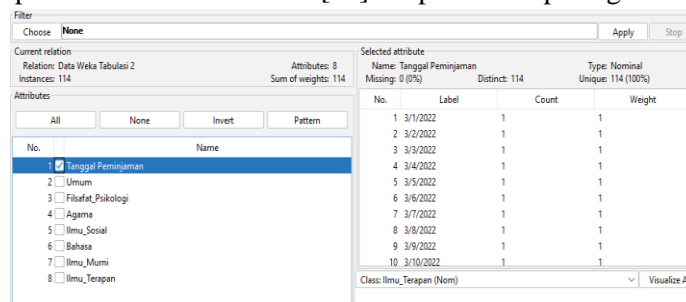 Filter
Choose None Apply Stop
Current relation
Relation: Data Weka Tabulasi 2 Attributes: 8
Instances: 114 Sum of weights: 114
Attributes
All None Invert Pattern
No. Name
1 Tanggal Peminjaman
2 Umum
3 Filsafat_Psikologi
4 Agama
5 Ilmu_Sosial
6 Bahasa
7 Ilmu_Murni
8 Ilmu_Terapan
Selected attribute
Name: Tanggal Peminjaman Type: Nominal
Missing: 0 (0%) Distinct: 114 Unique: 114 (100%)
No. Label Count Weight
1 3/1/2022 1 1
2 3/2/2022 1 1
3 3/3/2022 1 1
4 3/4/2022 1 1
5 3/5/2022 1 1
6 3/6/2022 1 1
7 3/7/2022 1 1
8 3/8/2022 1 1
9 3/9/2022 1 1
10 3/10/2022 1 1
Class: Ilmu_Terapan (Nom) Visualize A